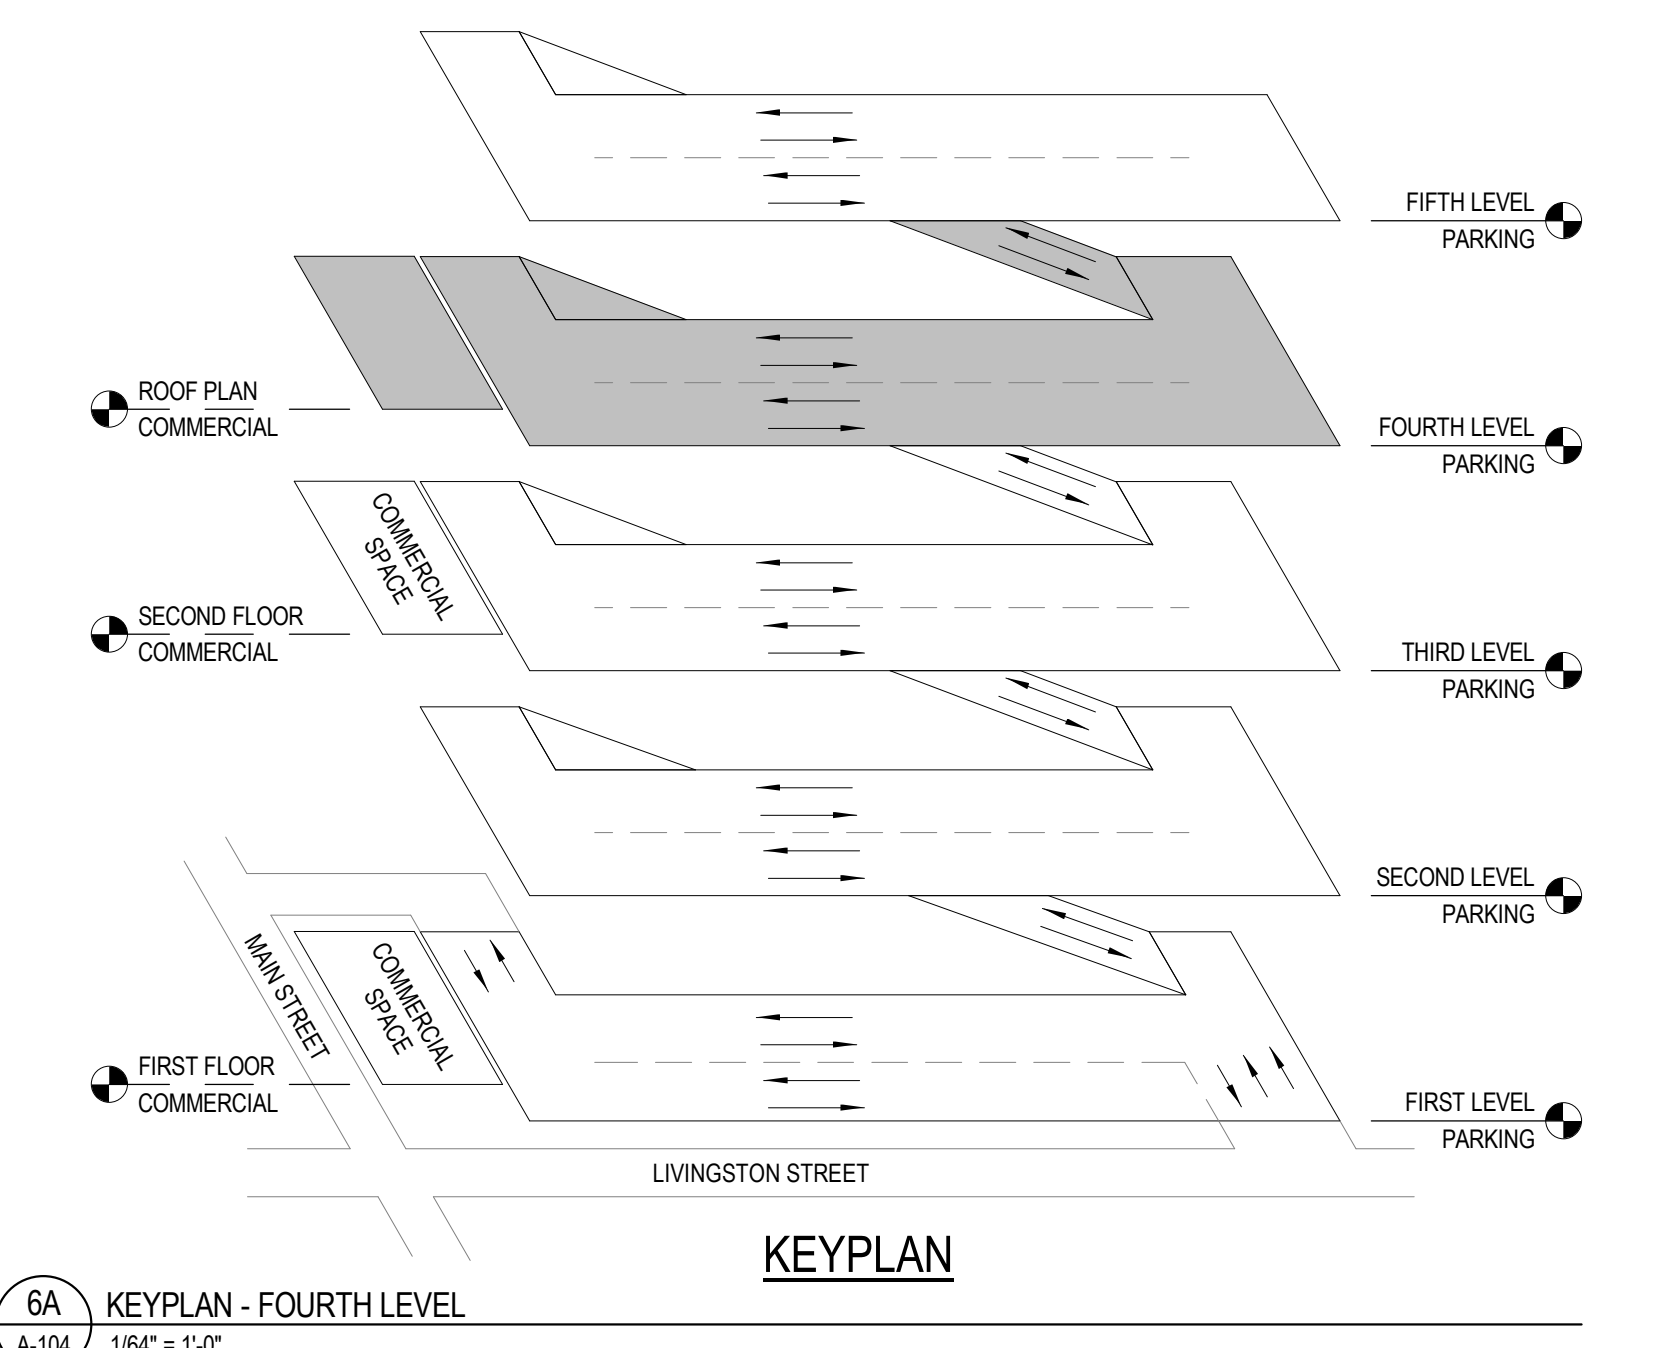 FIFTH LEVEL
PARKING
ROOF PLAN
COMMERCIAL
FOURTH LEVEL
PARKING
COMMERCIAL
SPACE
SECOND FLOOR
COMMERCIAL
THIRD LEVEL
PARKING
SECOND LEVEL
PARKING
MAIN STREET
COMMERCIAL
SPACE
FIRST FLOOR
COMMERCIAL
FIRST LEVEL
PARKING
LIVINGSTON STREET
KEYPLAN
6A
KEYPLAN - FOURTH LEVEL
A-104
1/64" = 1'-0"